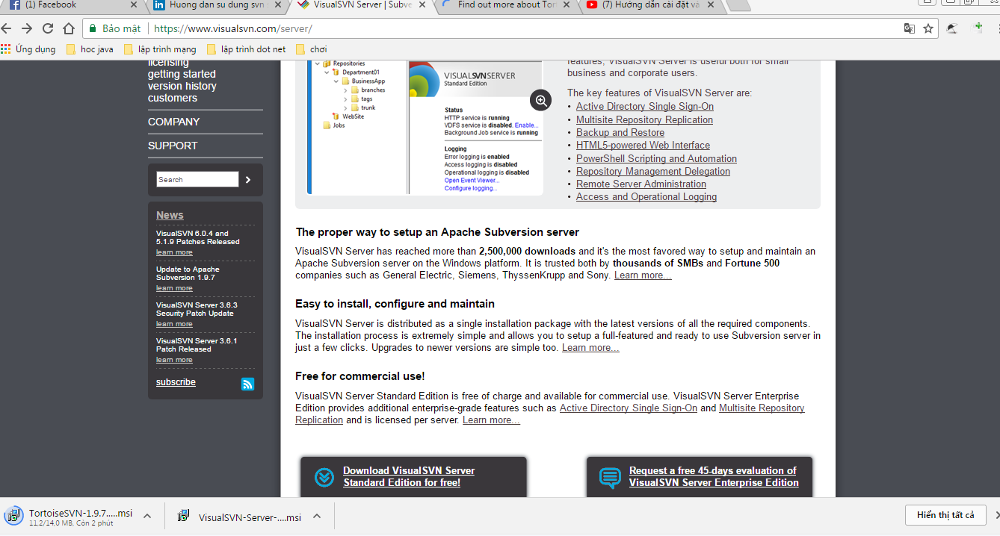 (1) Facebook
Huong dan su dung svn
VisualSVN Server | Subve
Find out more about Tor
(7) Hướng dẫn cài đặt và
Bảo mật
https://www.visualsvn.com/server/
Ứng dụng
hoc java
lập trình mạng
lập trình dot net
chơi
licensing
getting started
version history
customers
COMPANY
SUPPORT
Search
News
VisualSVN 6.0.4 and
5.1.9 Patches Released
learn more
Update to Apache
Subversion 1.9.7
learn more
VisualSVN Server 3.6.3
Security Patch Update
learn more
VisualSVN Server 3.6.1
Patch Released
learn more
subscribe
Repositories
Department01
BusinessApp
branches
tags
trunk
WebSite
Jobs
VISUALSVN SERVER
Standard Edition
Status
HTTP service is running
VDFS service is disabled. Enable...
Background Job service is running
Logging
Error logging is enabled
Access logging is disabled
Operational logging is disabled
Open Event Viewer...
Configure logging...
features, VisualSVN Server is useful both for small
business and corporate users.
The key features of VisualSVN Server are:
• Active Directory Single Sign-On
• Multisite Repository Replication
• Backup and Restore
• HTML5-powered Web Interface
• PowerShell Scripting and Automation
• Repository Management Delegation
• Remote Server Administration
• Access and Operational Logging
The proper way to setup an Apache Subversion server
VisualSVN Server has reached more than 2,500,000 downloads and it's the most favored way to setup and maintain an
Apache Subversion server on the Windows platform. It is trusted both by thousands of SMBs and Fortune 500
companies such as General Electric, Siemens, ThyssenKrupp and Sony. Learn more...
Easy to install, configure and maintain
VisualSVN Server is distributed as a single installation package with the latest versions of all the required components.
The installation process is extremely simple and allows you to setup a full-featured and ready to use Subversion server in
just a few clicks. Upgrades to newer versions are simple too. Learn more...
Free for commercial use!
VisualSVN Server Standard Edition is free of charge and available for commercial use. VisualSVN Server Enterprise
Edition provides additional enterprise-grade features such as Active Directory Single Sign-On and Multisite Repository
Replication and is licensed per server. Learn more...
Download VisualSVN Server
Standard Edition for free!
Request a free 45-days evaluation of
VisualSVN Server Enterprise Edition
TortoiseSVN-1.9.7.....msi
11,2/14,0 MB, Còn 2 phút
VisualSVN-Server-....msi
Hiển thị tất cả